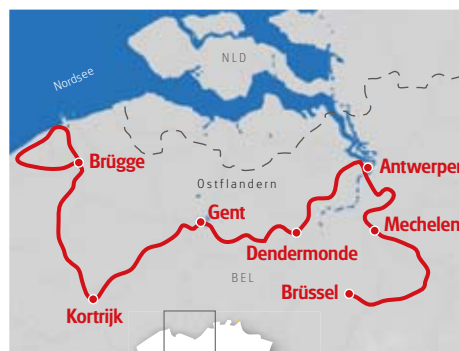 Nordsee
NLD
Brügge
Antwerpen
Ostflandern
Gent
Mechelen
Dendermonde
BEL
Brüssel
Kortrijk